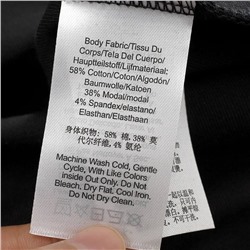 Body Fabric/Tissu Du
Corps/Tela Del Cuerpo/
Hauptteilstoff/Lijfmateriaal:
58% Cotton/Coton/Algodón/
Baumwolle/Katoen
38% Modal/modal/
4% Spandex/elastano/
Elasthan/Elasthaan
身体织物: 58% 棉, 38% 莫
代尔纤维, 4% 氨纶
Machine Wash Cold, Gentle
Cycle, With Like Colors
inside Out Only. Do Not
Bleach, Dry Flat. Cool Iron.
Do Not Dry Clean.